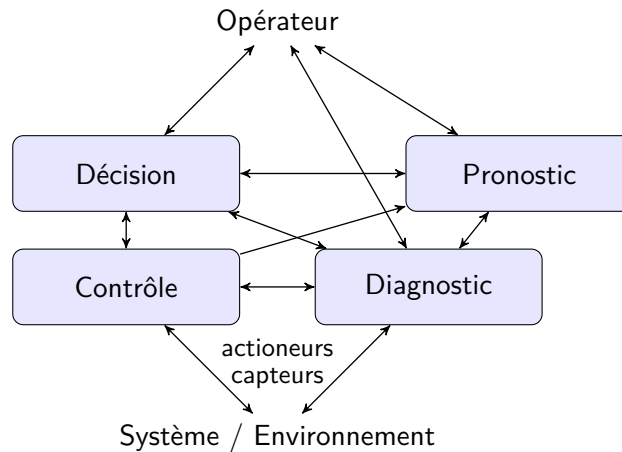 Opérateur
Décision
Pronostic
Contrôle
Diagnostic
actioneurs
capteurs
Système / Environnement